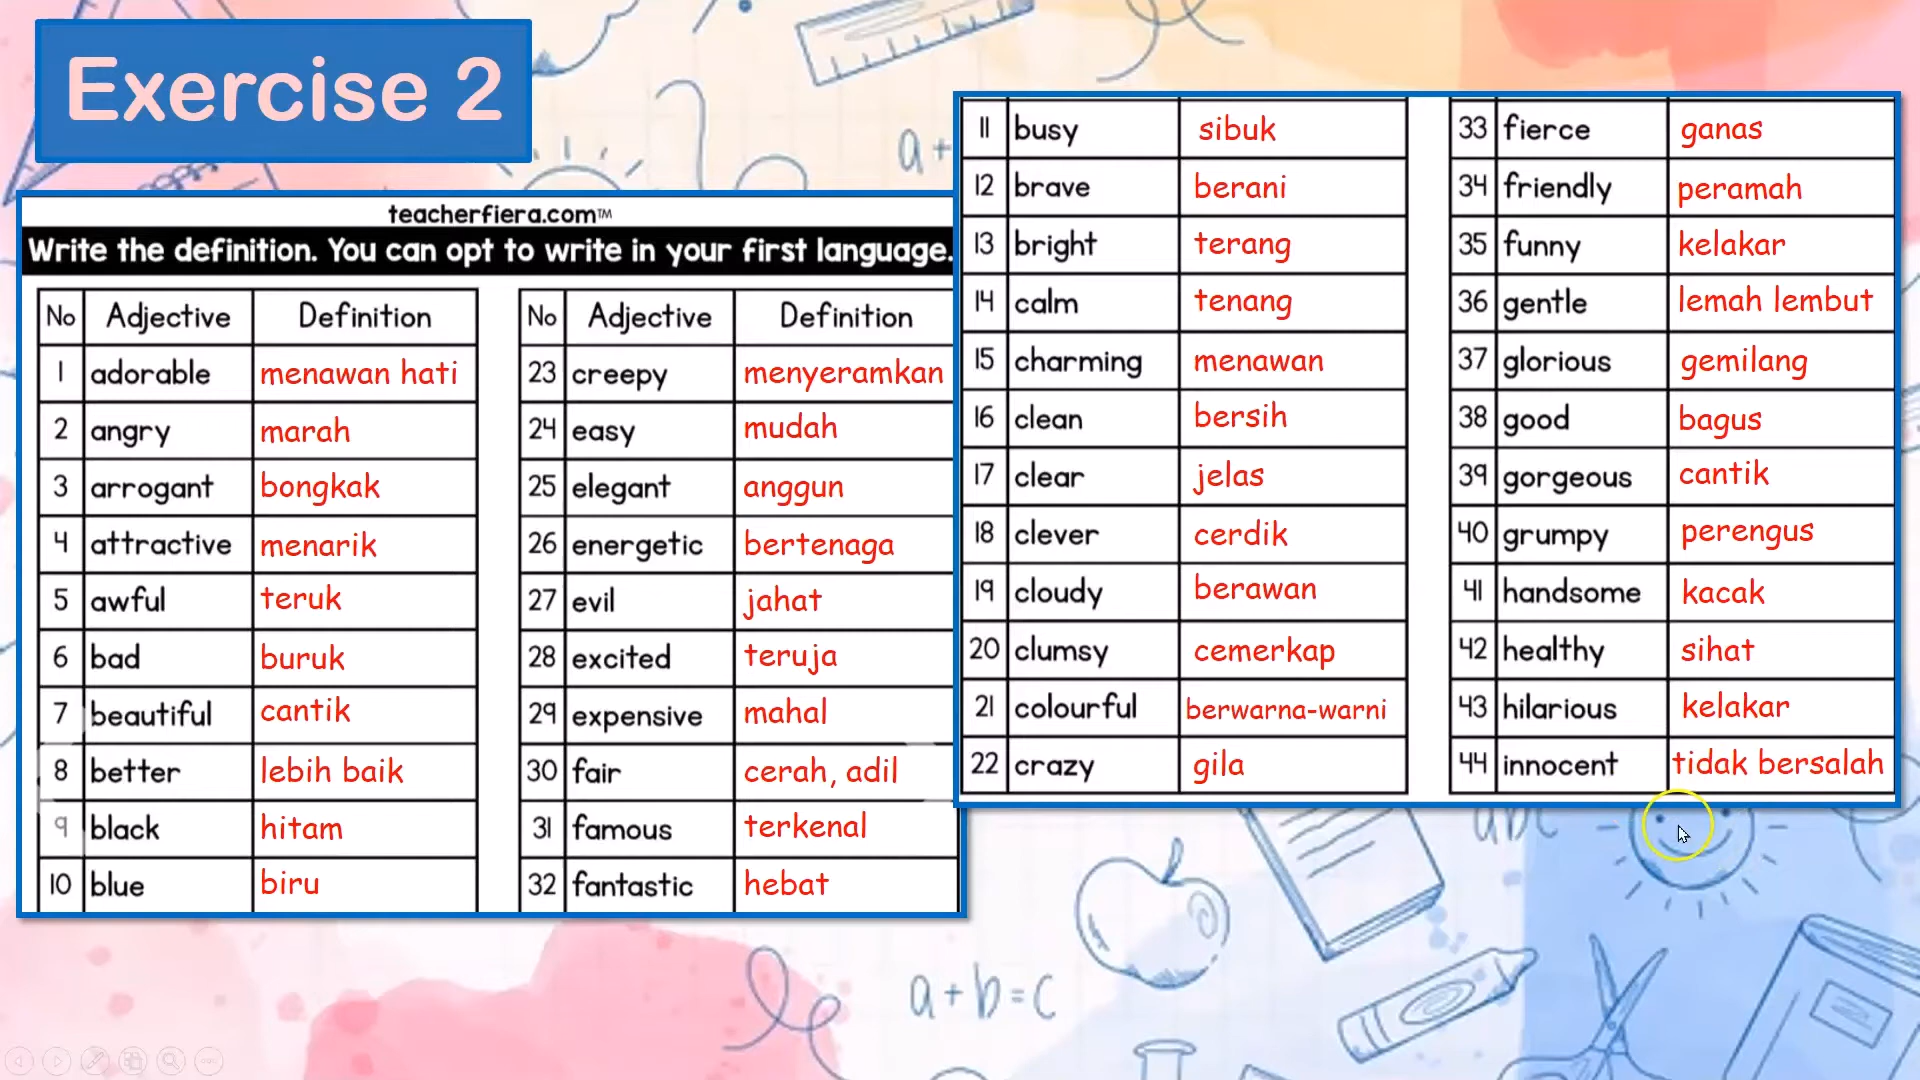 Exercise 2
teacherfiera.com™
Write the definition. You can opt to write in your first language.
No Adjective Definition
1 adorable menawan hati
2 angry marah
3 arrogant bongkak
4 attractive menarik
5 awful teruk
6 bad buruk
7 beautiful cantik
8 better lebih baik
9 black hitam
10 blue biru
No Adjective Definition
23 creepy menyeramkan
24 easy mudah
25 elegant anggun
26 energetic bertenaga
27 evil jahat
28 excited teruja
29 expensive mahal
30 fair cerah, adil
31 famous terkenal
32 fantastic hebat
11 busy sibuk
12 brave berani
13 bright terang
14 calm tenang
15 charming menawan
16 clean bersih
17 clear jelas
18 clever cerdik
19 cloudy berawan
20 clumsy cemerkap
21 colourful berwarna-warni
22 crazy gila
33 fierce ganas
34 friendly peramah
35 funny kelakar
36 gentle lemah lembut
37 glorious gemilang
38 good bagus
39 gorgeous cantik
40 grumpy perengus
41 handsome kacak
42 healthy sihat
43 hilarious kelakar
44 innocent tidak bersalah
a+
abc
a+b=c